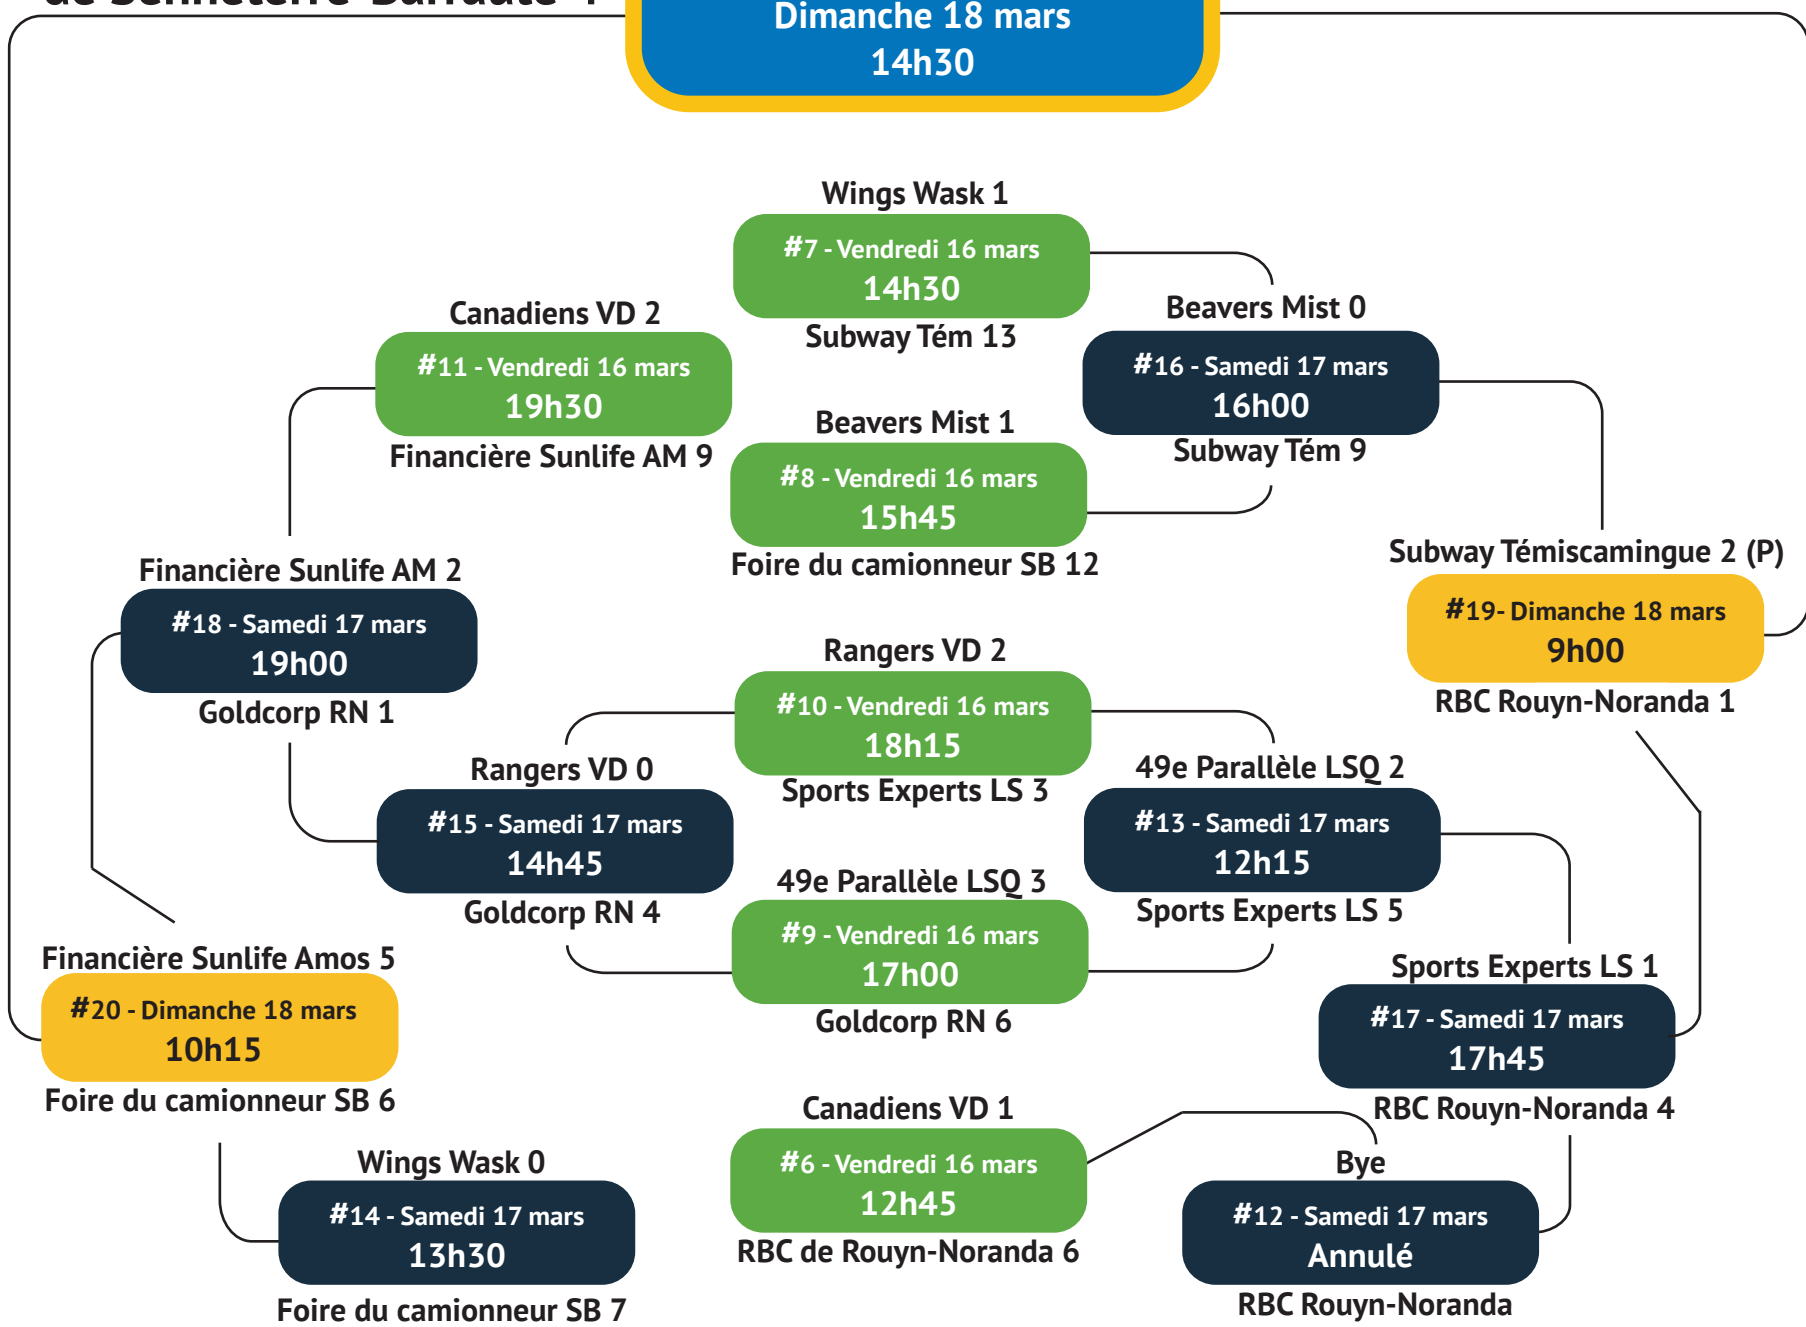 de Senneterre-Barraute 4
Dimanche 18 mars
14h30
Wings Wask 1
#7 - Vendredi 16 mars
14h30
Subway Tém 13
Canadiens VD 2
#11 - Vendredi 16 mars
19h30
Financière Sunlife AM 9
Beavers Mist 0
#16 - Samedi 17 mars
16h00
Subway Tém 9
Beavers Mist 1
#8 - Vendredi 16 mars
15h45
Foire du camionneur SB 12
Financière Sunlife AM 2
#18 - Samedi 17 mars
19h00
Goldcorp RN 1
Subway Témiscamingue 2 (P)
#19- Dimanche 18 mars
9h00
RBC Rouyn-Noranda 1
Rangers VD 2
#10 - Vendredi 16 mars
18h15
Sports Experts LS 3
Rangers VD 0
#15 - Samedi 17 mars
14h45
Goldcorp RN 4
49e Parallèle LSQ 2
#13 - Samedi 17 mars
12h15
Sports Experts LS 5
49e Parallèle LSQ 3
#9 - Vendredi 16 mars
17h00
Goldcorp RN 6
Financière Sunlife Amos 5
#20 - Dimanche 18 mars
10h15
Foire du camionneur SB 6
Sports Experts LS 1
#17 - Samedi 17 mars
17h45
RBC Rouyn-Noranda 4
Canadiens VD 1
#6 - Vendredi 16 mars
12h45
RBC de Rouyn-Noranda 6
Wings Wask 0
#14 - Samedi 17 mars
13h30
Foire du camionneur SB 7
Bye
#12 - Samedi 17 mars
Annulé
RBC Rouyn-Noranda